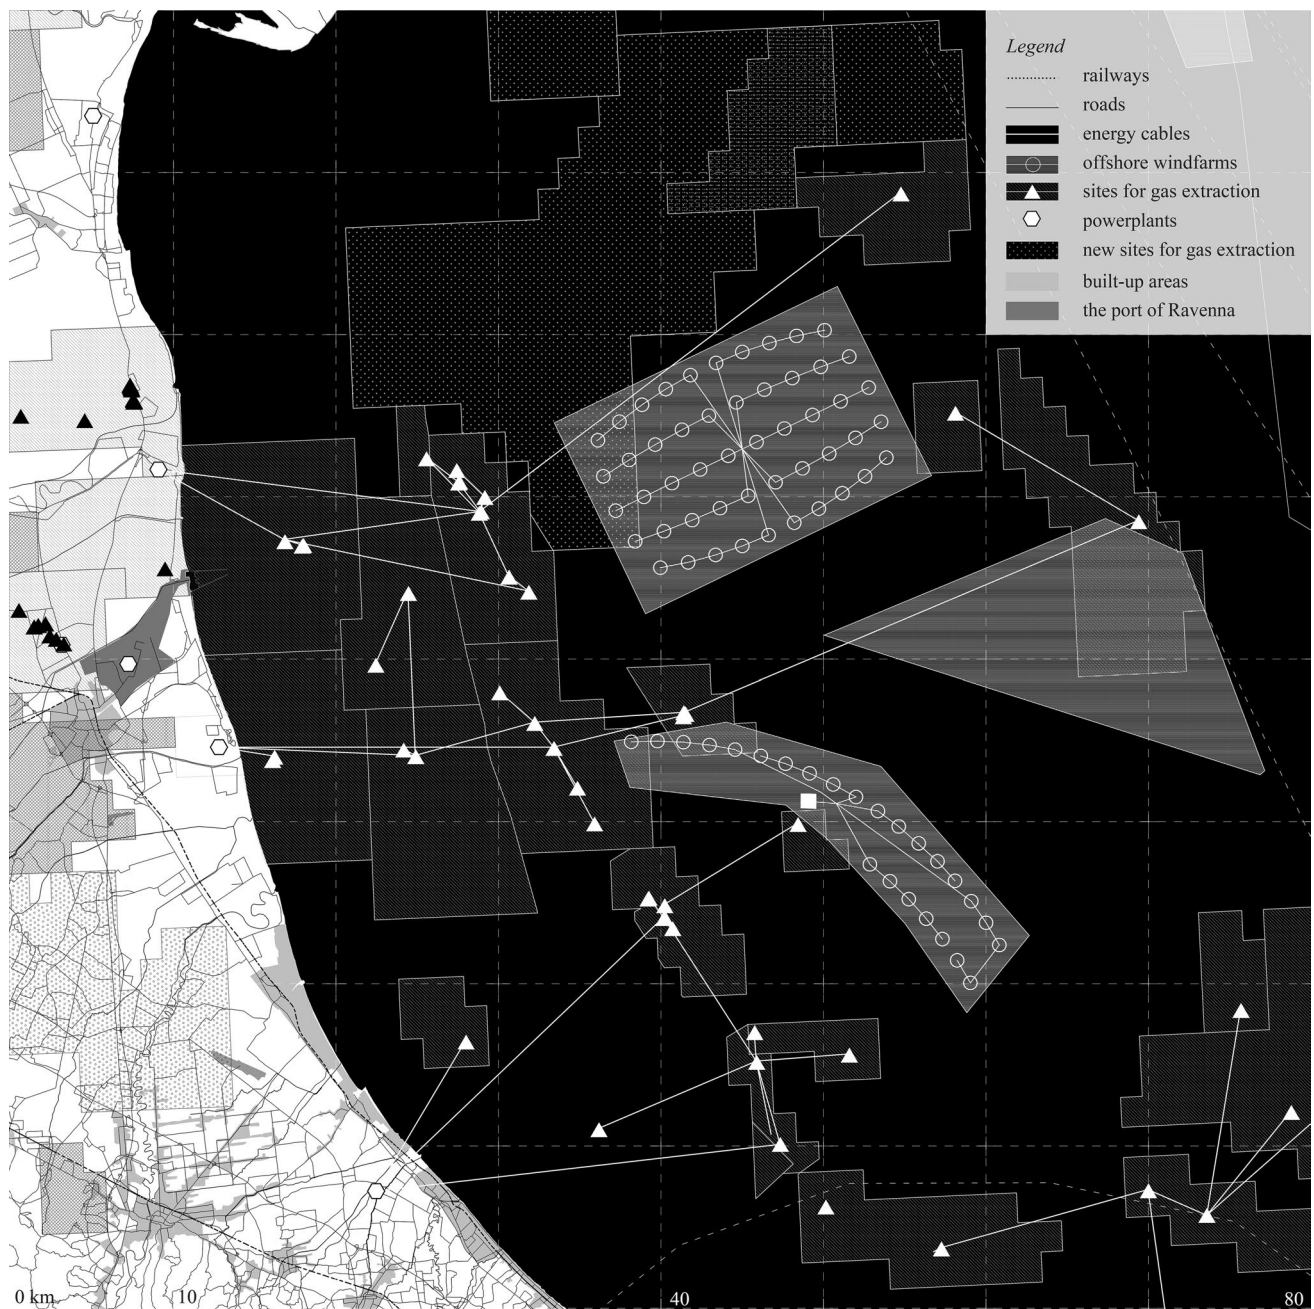 Legend
railways
roads
energy cables
offshore windfarms
sites for gas extraction
powerplants
new sites for gas extraction
built-up areas
the port of Ravenna
0 km 10 40 80